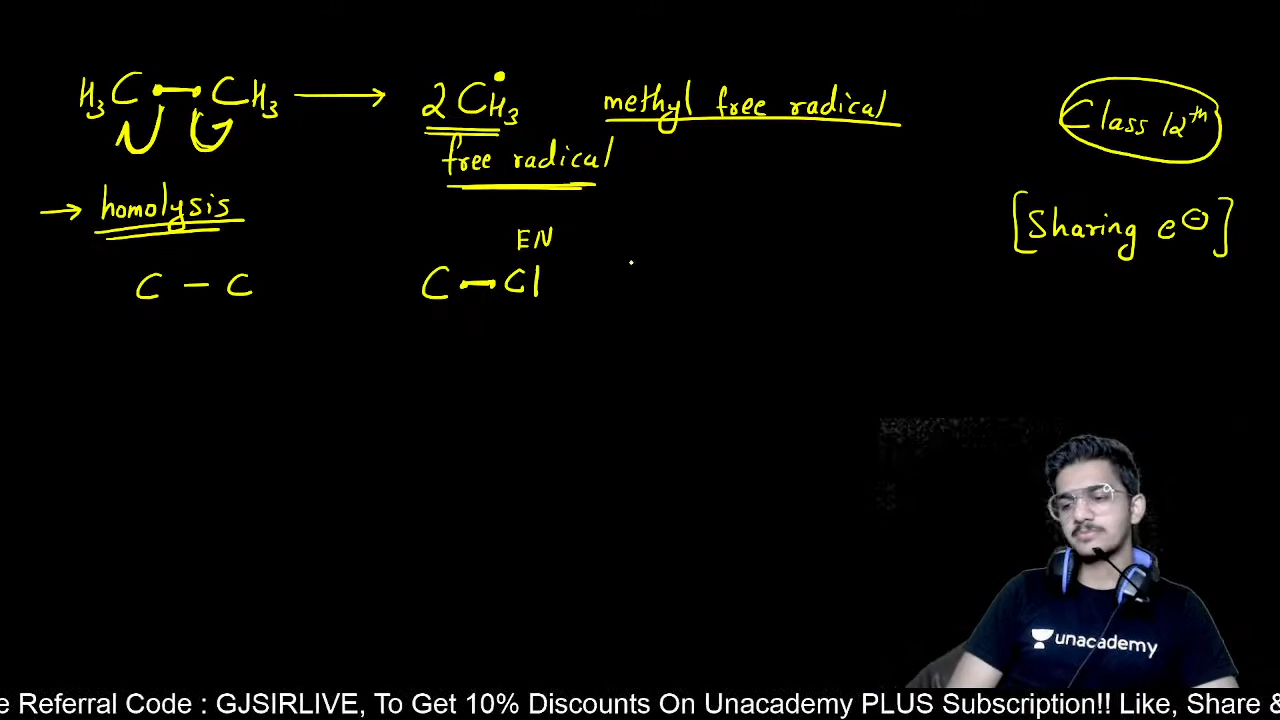 H₃C — CH₃ → 2CH₃• methyl free radical
free radical
Class 12th
→ homolysis
[Sharing e⊖]
EN
C — C
C — Cl
unacademy
e Referral Code : GJSIRLIVE, To Get 10% Discounts On Unacademy PLUS Subscription!! Like, Share &